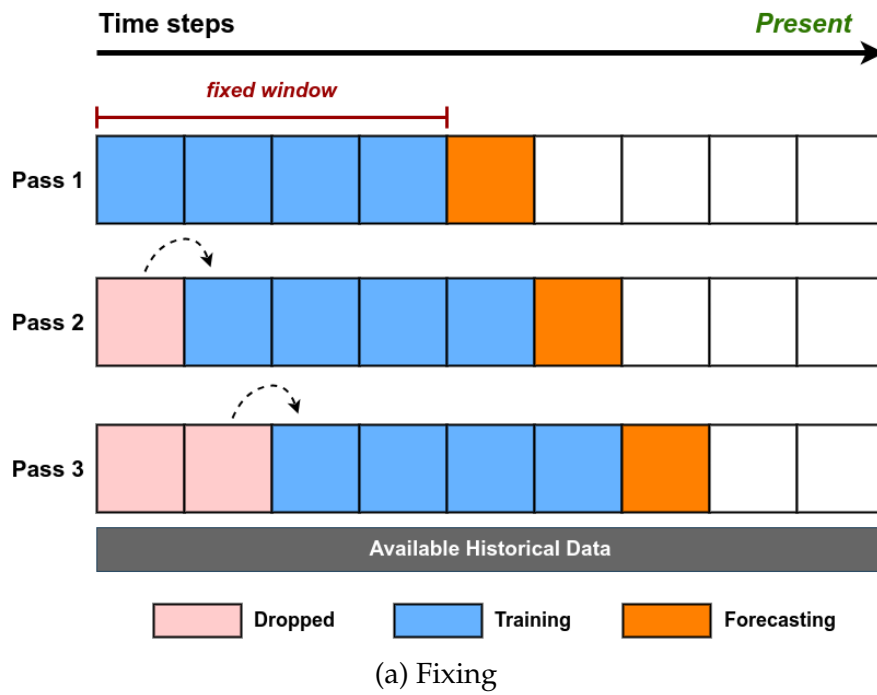 Time steps
Present
fixed window
Pass 1
Pass 2
Pass 3
Available Historical Data
Dropped
Training
Forecasting
(a) Fixing